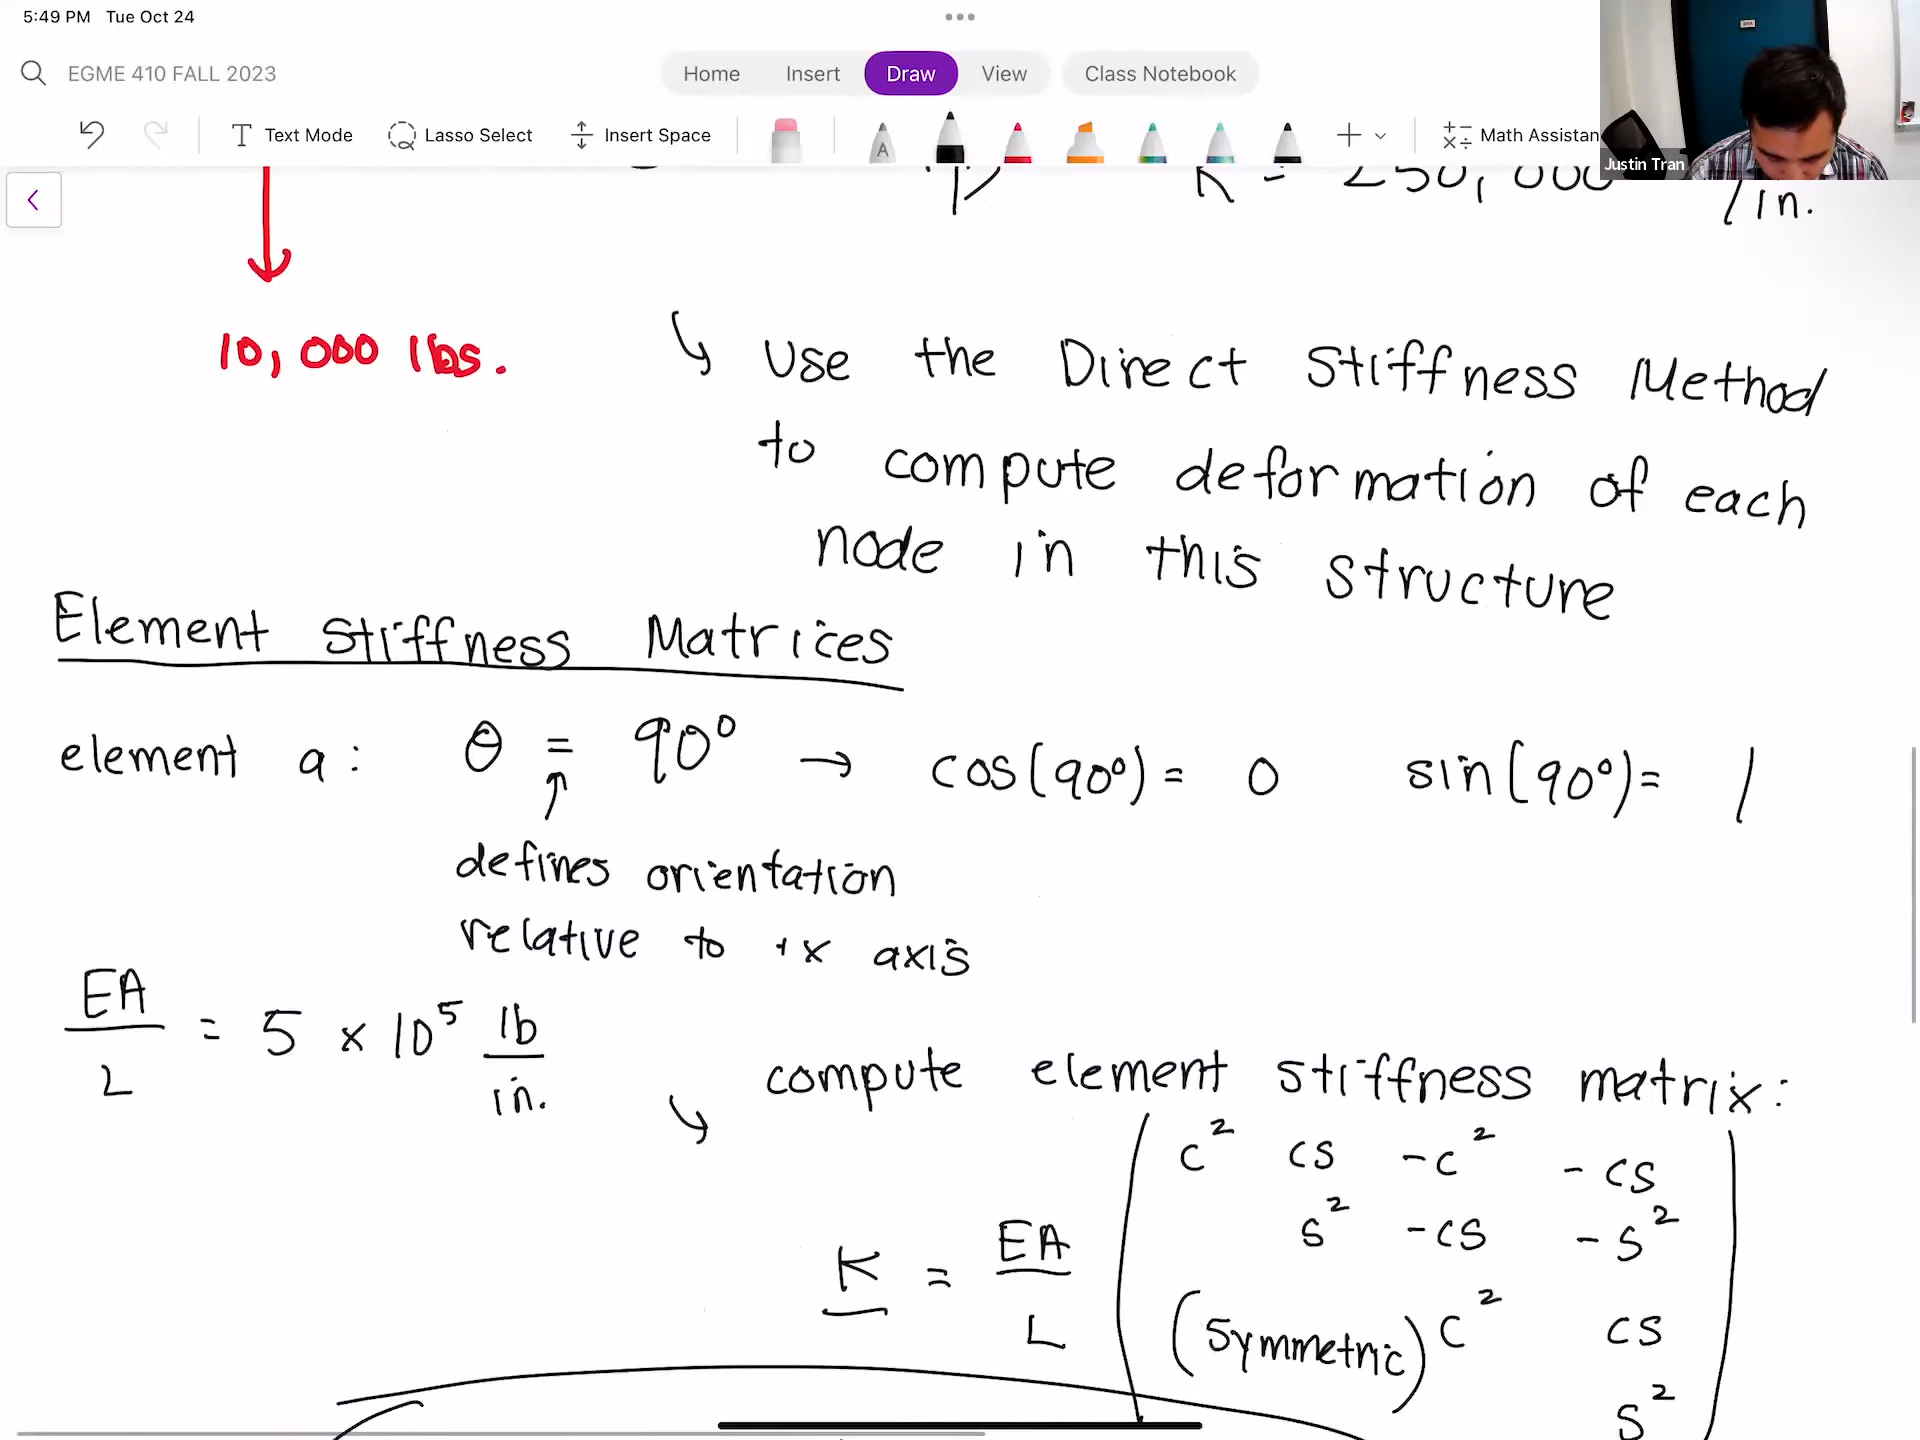 5:49 PM Tue Oct 24
EGME 410 FALL 2023
Home Insert Draw View Class Notebook
Text Mode Lasso Select Insert Space A Math Assistan
Justin Tran
K = 250,000 /in.
10,000 lbs.
Use the Direct Stiffness Method
to compute deformation of each
node in this structure
Element Stiffness Matrices
element a: θ = 90° → cos(90°) = 0 sin(90°) = 1
↑
defines orientation
relative to +x axis
EA/L = 5 × 10⁵ lb/in.
compute element stiffness matrix:
c² cs -c² -cs
s² -cs -s²
K = EA/L
(Symmetric) c² cs
s²